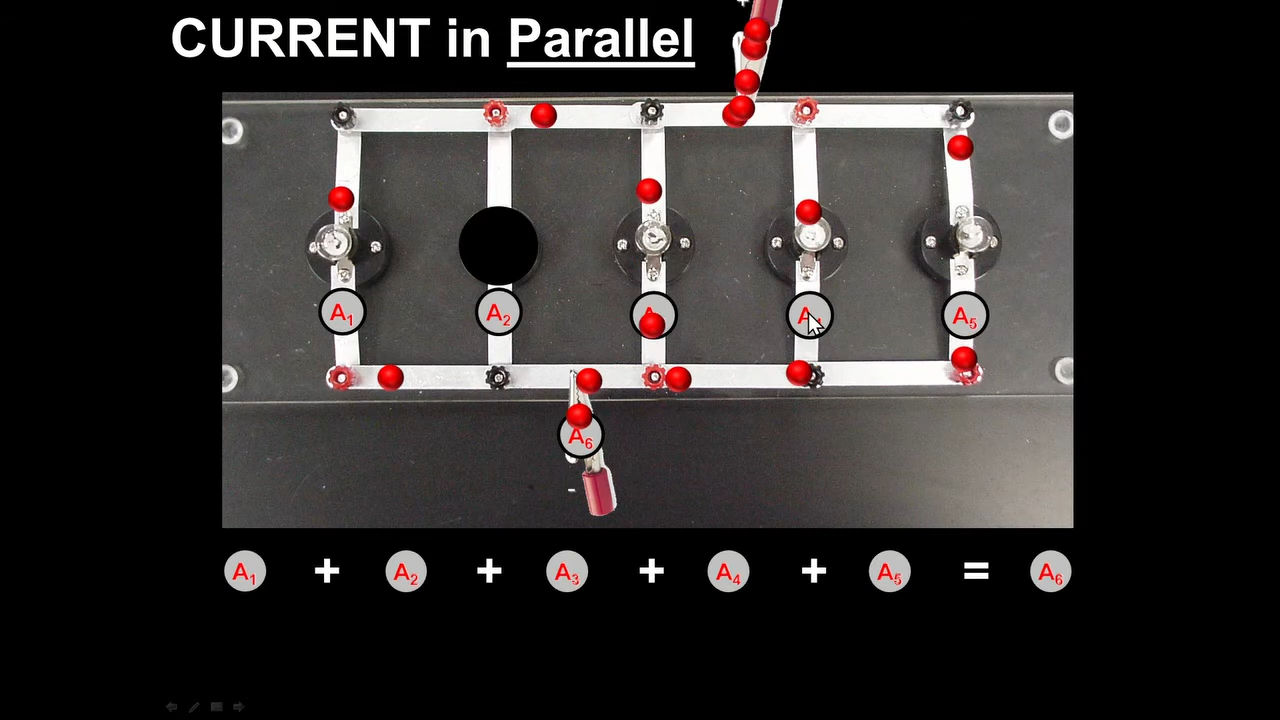 CURRENT in Parallel
+
A1 A2 A A A5
A6
-
A1 + A2 + A3 + A4 + A5 = A6